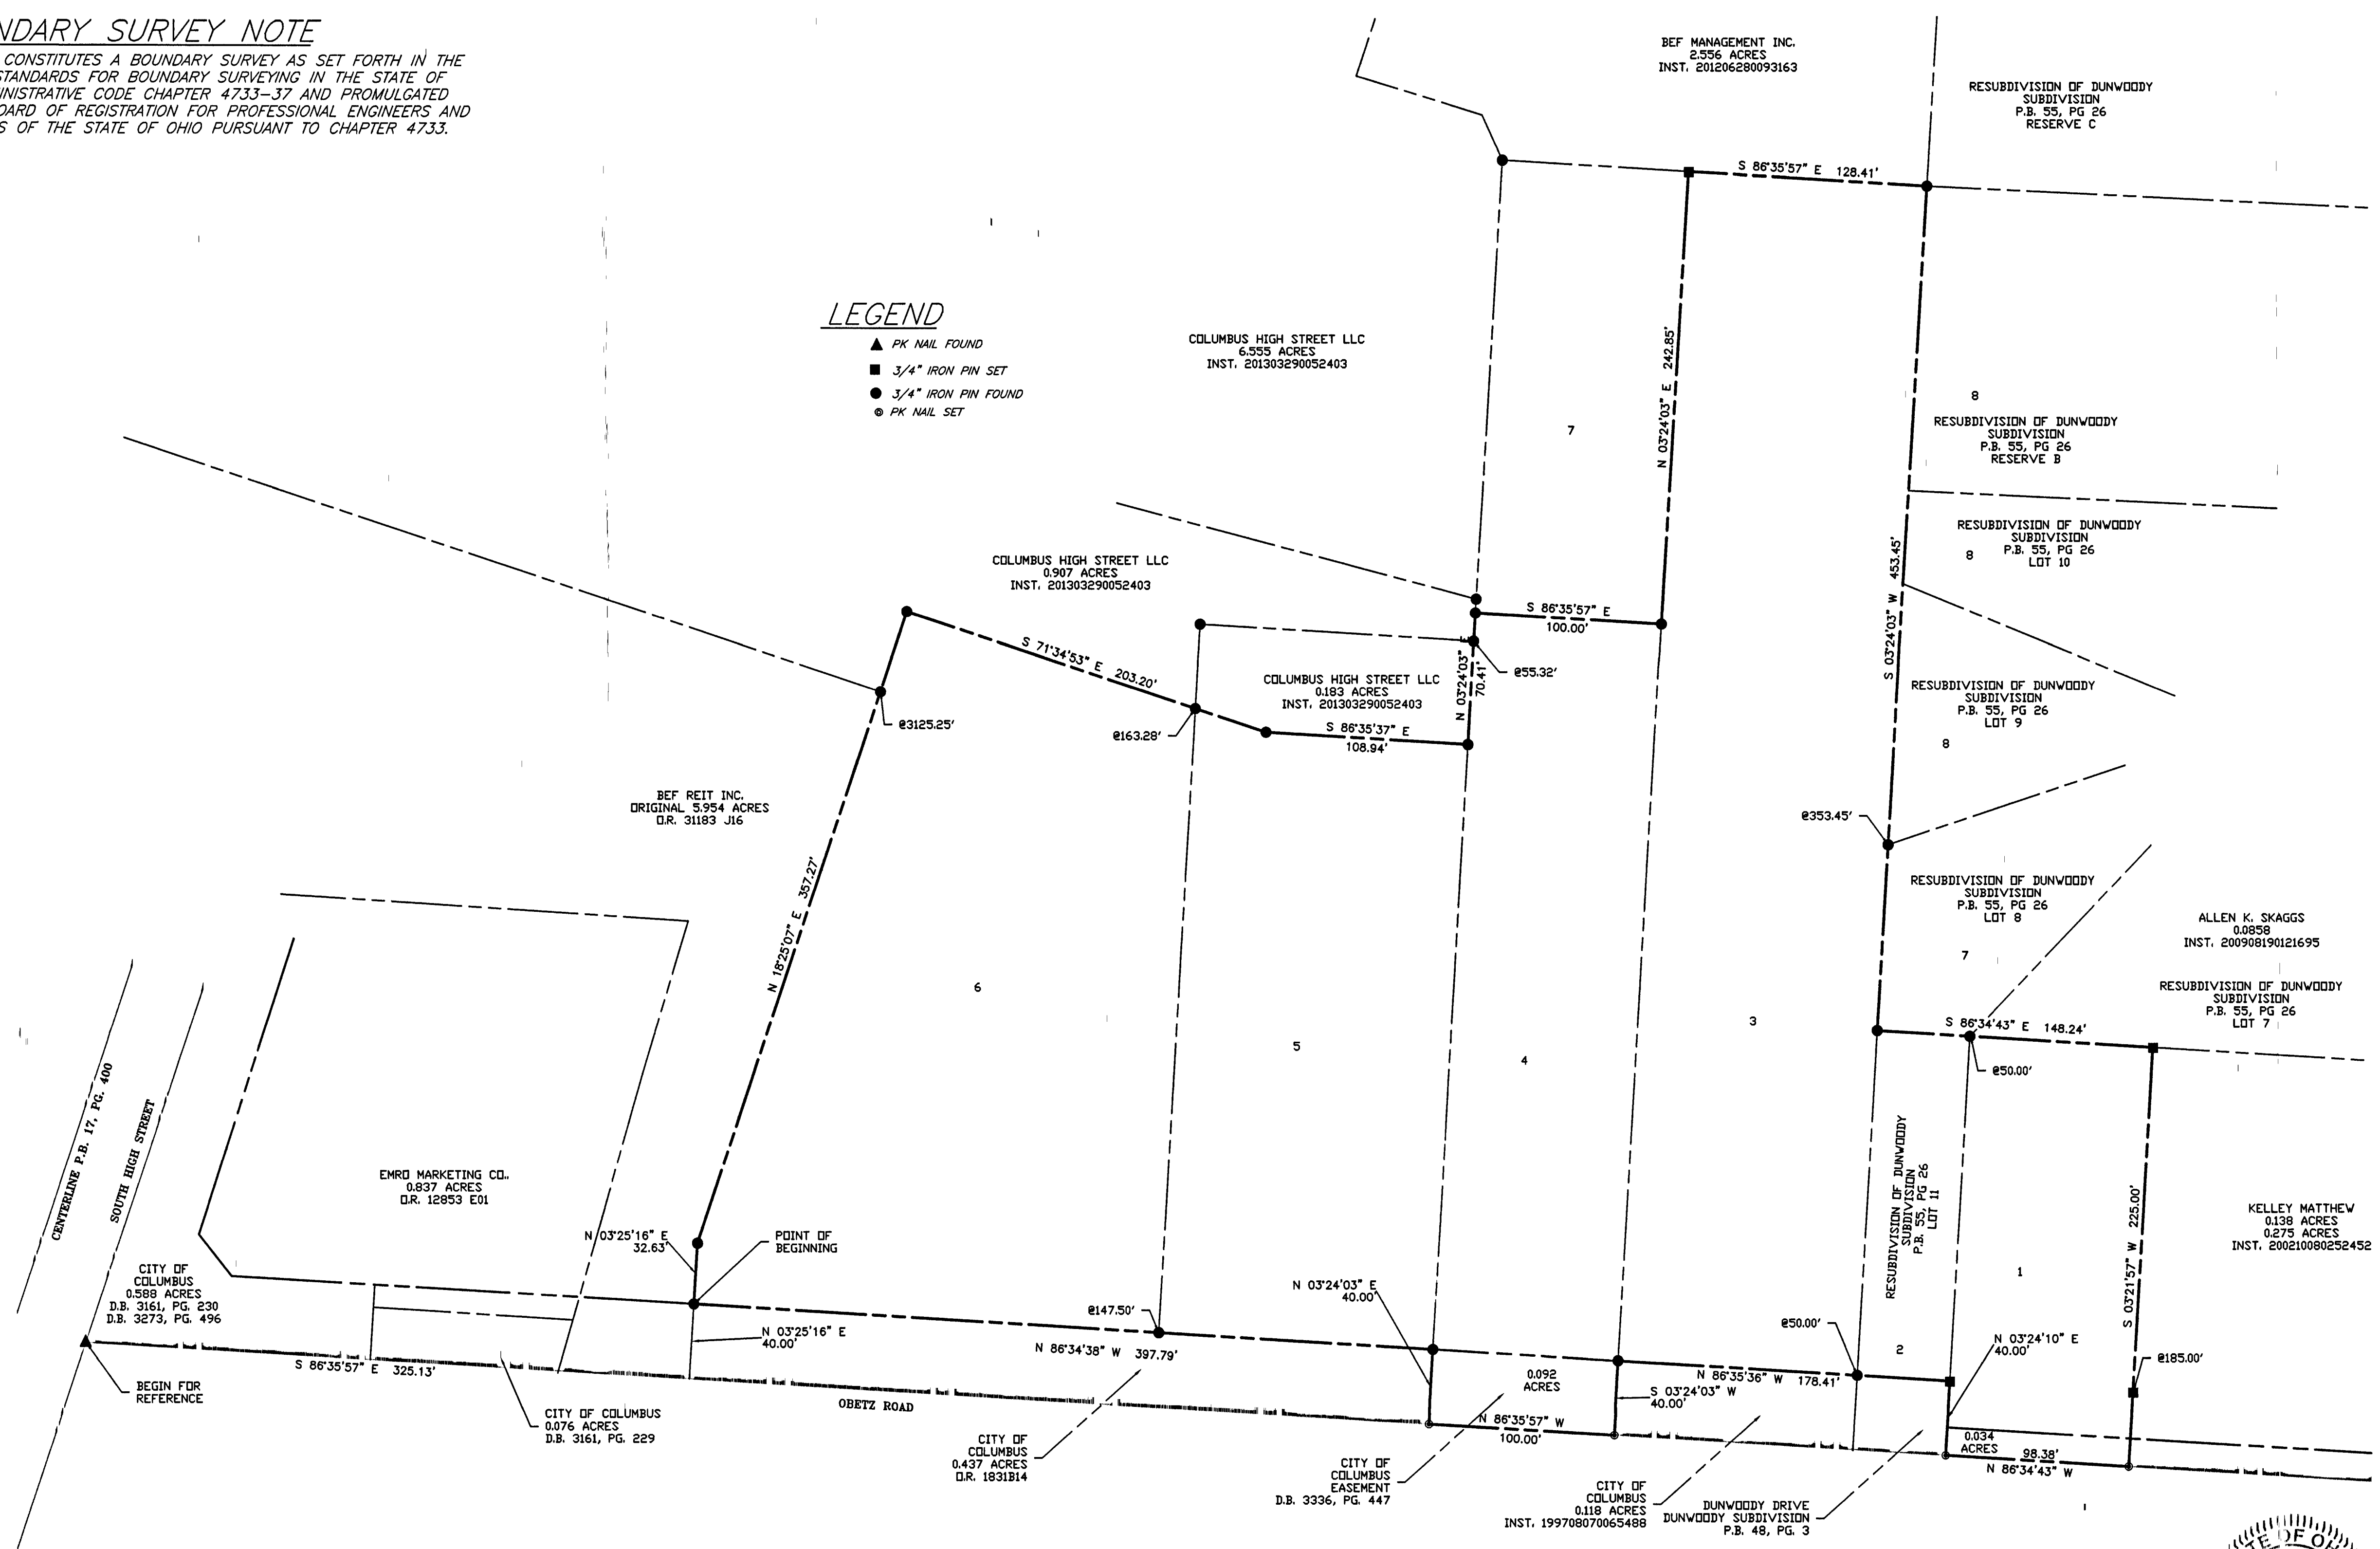 NDARY SURVEY NOTE
CONSTITUTES A BOUNDARY SURVEY AS SET FORTH IN THE
STANDARDS FOR BOUNDARY SURVEYING IN THE STATE OF
INISTRATIVE CODE CHAPTER 4733-37 AND PROMULGATED
OARD OF REGISTRATION FOR PROFESSIONAL ENGINEERS AND
S OF THE STATE OF OHIO PURSUANT TO CHAPTER 4733.
BEF MANAGEMENT INC.
2.556 ACRES
INST. 201206280093163
RESUBDIVISION OF DUNWOODY
SUBDIVISION
P.B. 55, PG 26
RESERVE C
S 86°35'57" E 128.41'
LEGEND
PK NAIL FOUND
3/4" IRON PIN SET
3/4" IRON PIN FOUND
PK NAIL SET
COLUMBUS HIGH STREET LLC
6.555 ACRES
INST. 201303290052403
7
N 03°24'03" E 242.85'
8
RESUBDIVISION OF DUNWOODY
SUBDIVISION
P.B. 55, PG 26
RESERVE B
RESUBDIVISION OF DUNWOODY
SUBDIVISION
P.B. 55, PG 26
LOT 10
8
S 03°24'03" W 453.45'
COLUMBUS HIGH STREET LLC
0.907 ACRES
INST. 201303290052403
S 86°35'57" E
100.00'
S 71°34'53" E 203.20'
@55.32'
N 03°24'03" E
70.41'
COLUMBUS HIGH STREET LLC
0.183 ACRES
INST. 201303290052403
S 86°35'37" E
108.94'
@163.28'
@3125.25'
RESUBDIVISION OF DUNWOODY
SUBDIVISION
P.B. 55, PG 26
LOT 9
8
BEF REIT INC.
ORIGINAL 5.954 ACRES
O.R. 31183 J16
@353.45'
RESUBDIVISION OF DUNWOODY
SUBDIVISION
P.B. 55, PG 26
LOT 8
7
ALLEN K. SKAGGS
0.0858
INST. 200908190121695
RESUBDIVISION OF DUNWOODY
SUBDIVISION
P.B. 55, PG 26
LOT 7
N 18°25'07" E 357.27'
6
5
4
3
S 86°34'43" E 148.24'
@50.00'
CENTERLINE P.B. 17, PG. 400
SOUTH HIGH STREET
EMRO MARKETING CO.,
0.837 ACRES
O.R. 12853 E01
RESUBDIVISION OF DUNWOODY
SUBDIVISION
P.B. 55, PG 26
LOT 11
S 03°21'57" W 225.00'
KELLEY MATTHEW
0.138 ACRES
0.275 ACRES
INST. 200210080252452
N 03°25'16" E
32.63'
POINT OF
BEGINNING
CITY OF
COLUMBUS
0.588 ACRES
D.B. 3161, PG. 230
D.B. 3273, PG. 496
N 03°24'03" E
40.00'
@147.50'
1
@50.00'
2
N 03°24'10" E
40.00'
@185.00'
N 03°25'16" E
40.00'
N 86°34'38" W 397.79'
S 86°35'57" E 325.13'
BEGIN FOR
REFERENCE
0.092
ACRES
N 86°35'36" W 178.41'
S 03°24'03" W
40.00'
OBETZ ROAD
CITY OF COLUMBUS
0.076 ACRES
D.B. 3161, PG. 229
N 86°35'57" W
100.00'
0.034
ACRES
98.38'
N 86°34'43" W
CITY OF
COLUMBUS
0.437 ACRES
O.R. 1831B14
CITY OF
COLUMBUS
EASEMENT
D.B. 3336, PG. 447
CITY OF
COLUMBUS
0.118 ACRES
INST. 199708070065488
DUNWOODY DRIVE
DUNWOODY SUBDIVISION
P.B. 48, PG. 3
TE OF O